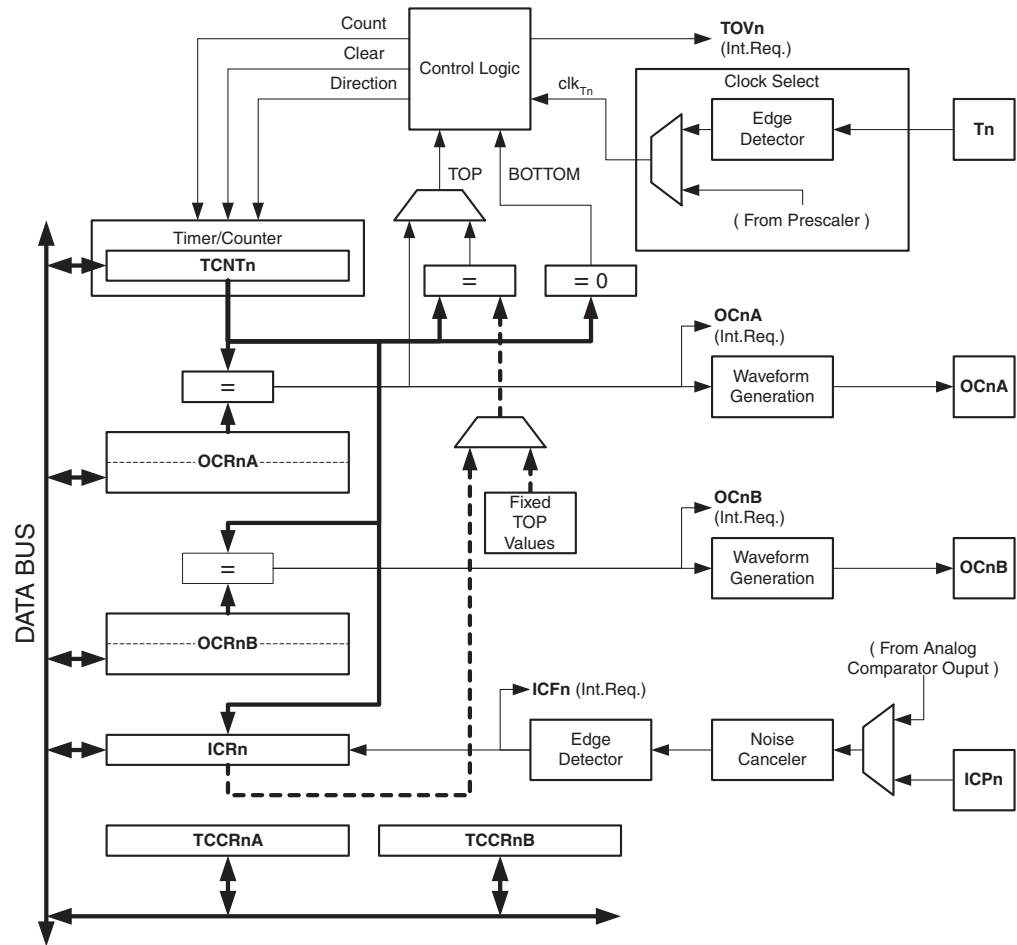 Count
Clear
Direction
Control Logic
TOVn
(Int.Req.)
clkTn
Clock Select
Edge
Detector
Tn
( From Prescaler )
TOP
BOTTOM
Timer/Counter
TCNTn
=
= 0
OCnA
(Int.Req.)
=
Waveform
Generation
OCnA
OCRnA
Fixed
TOP
Values
OCnB
(Int.Req.)
=
Waveform
Generation
OCnB
OCRnB
DATA BUS
( From Analog
Comparator Ouput )
ICFn (Int.Req.)
ICRn
Edge
Detector
Noise
Canceler
ICPn
TCCRnA
TCCRnB